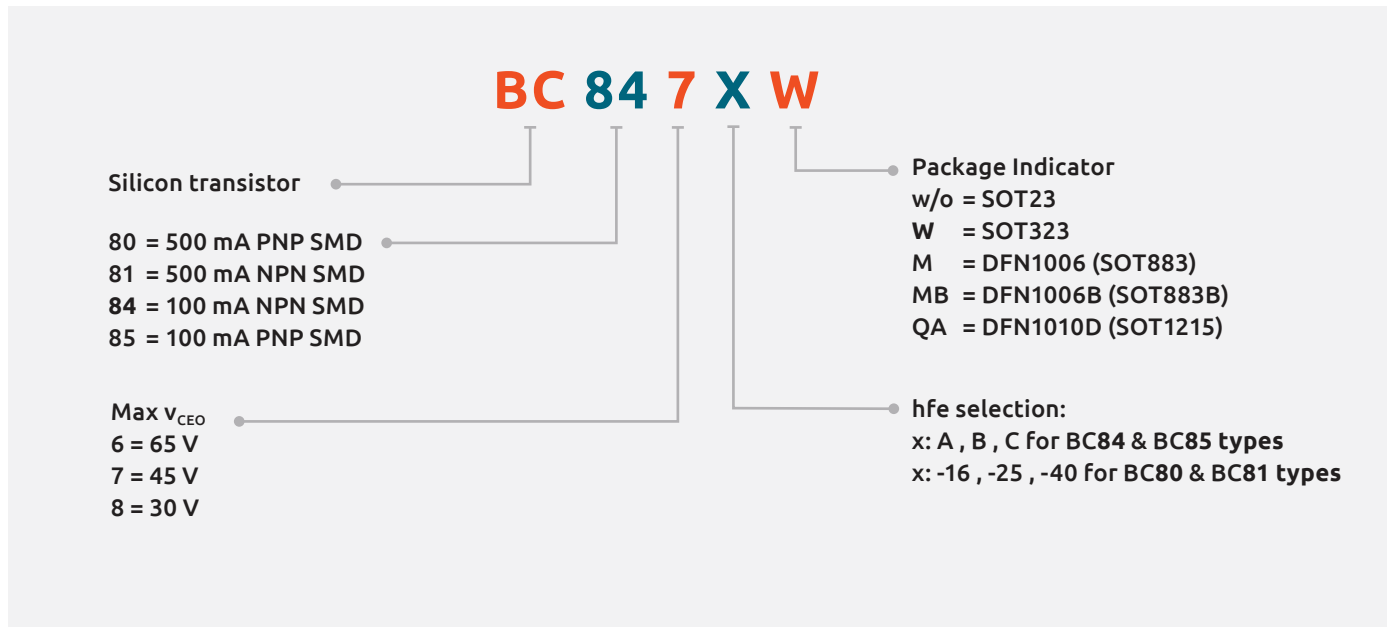 BC 84 7 X W
Silicon transistor
80 = 500 mA PNP SMD
81 = 500 mA NPN SMD
84 = 100 mA NPN SMD
85 = 100 mA PNP SMD
Max vCEO
6 = 65 V
7 = 45 V
8 = 30 V
Package Indicator
w/o = SOT23
W = SOT323
M = DFN1006 (SOT883)
MB = DFN1006B (SOT883B)
QA = DFN1010D (SOT1215)
hfe selection:
x: A , B , C for BC84 & BC85 types
x: -16 , -25 , -40 for BC80 & BC81 types